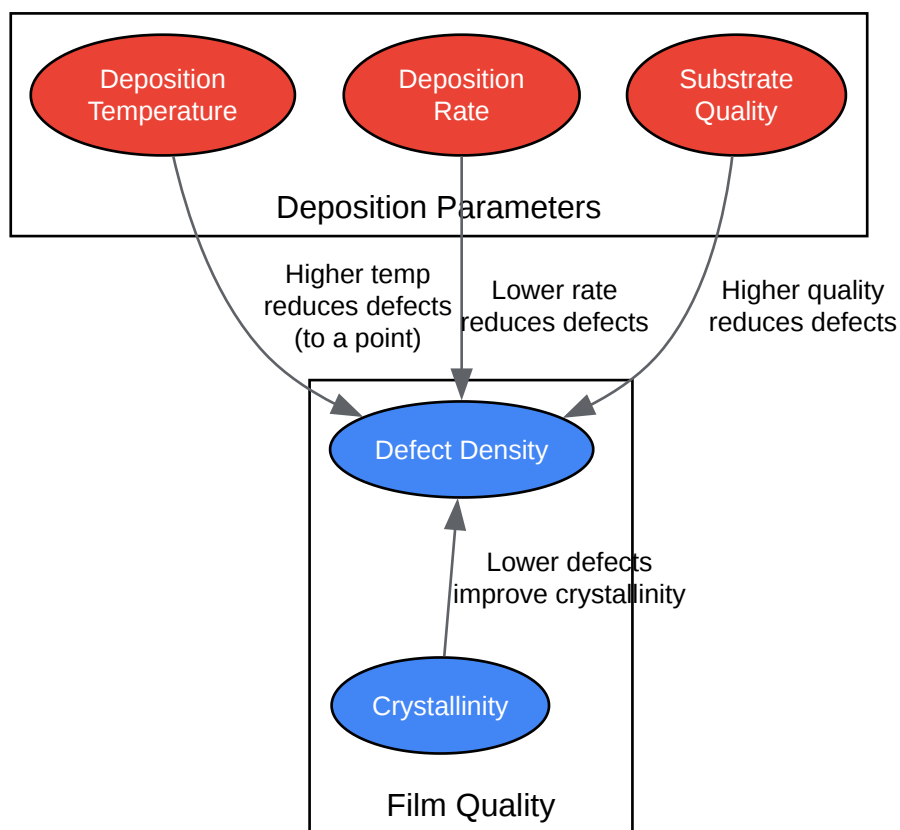 Deposition
Temperature
Deposition
Rate
Substrate
Quality
Deposition Parameters
Higher temp
reduces defects
(to a point)
Lower rate
reduces defects
Higher quality
reduces defects
Defect Density
Lower defects
improve crystallinity
Crystallinity
Film Quality